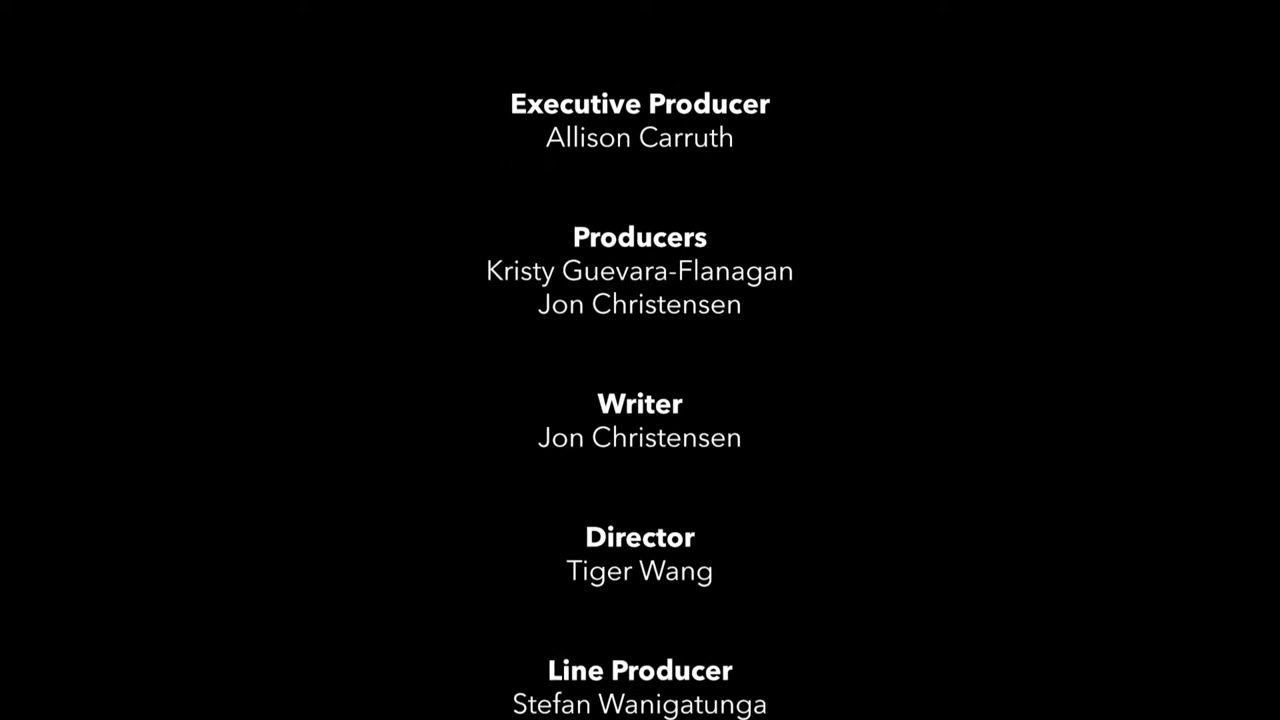 Executive Producer
Allison Carruth
Producers
Kristy Guevara-Flanagan
Jon Christensen
Writer
Jon Christensen
Director
Tiger Wang
Line Producer
Stefan Wanigatunga